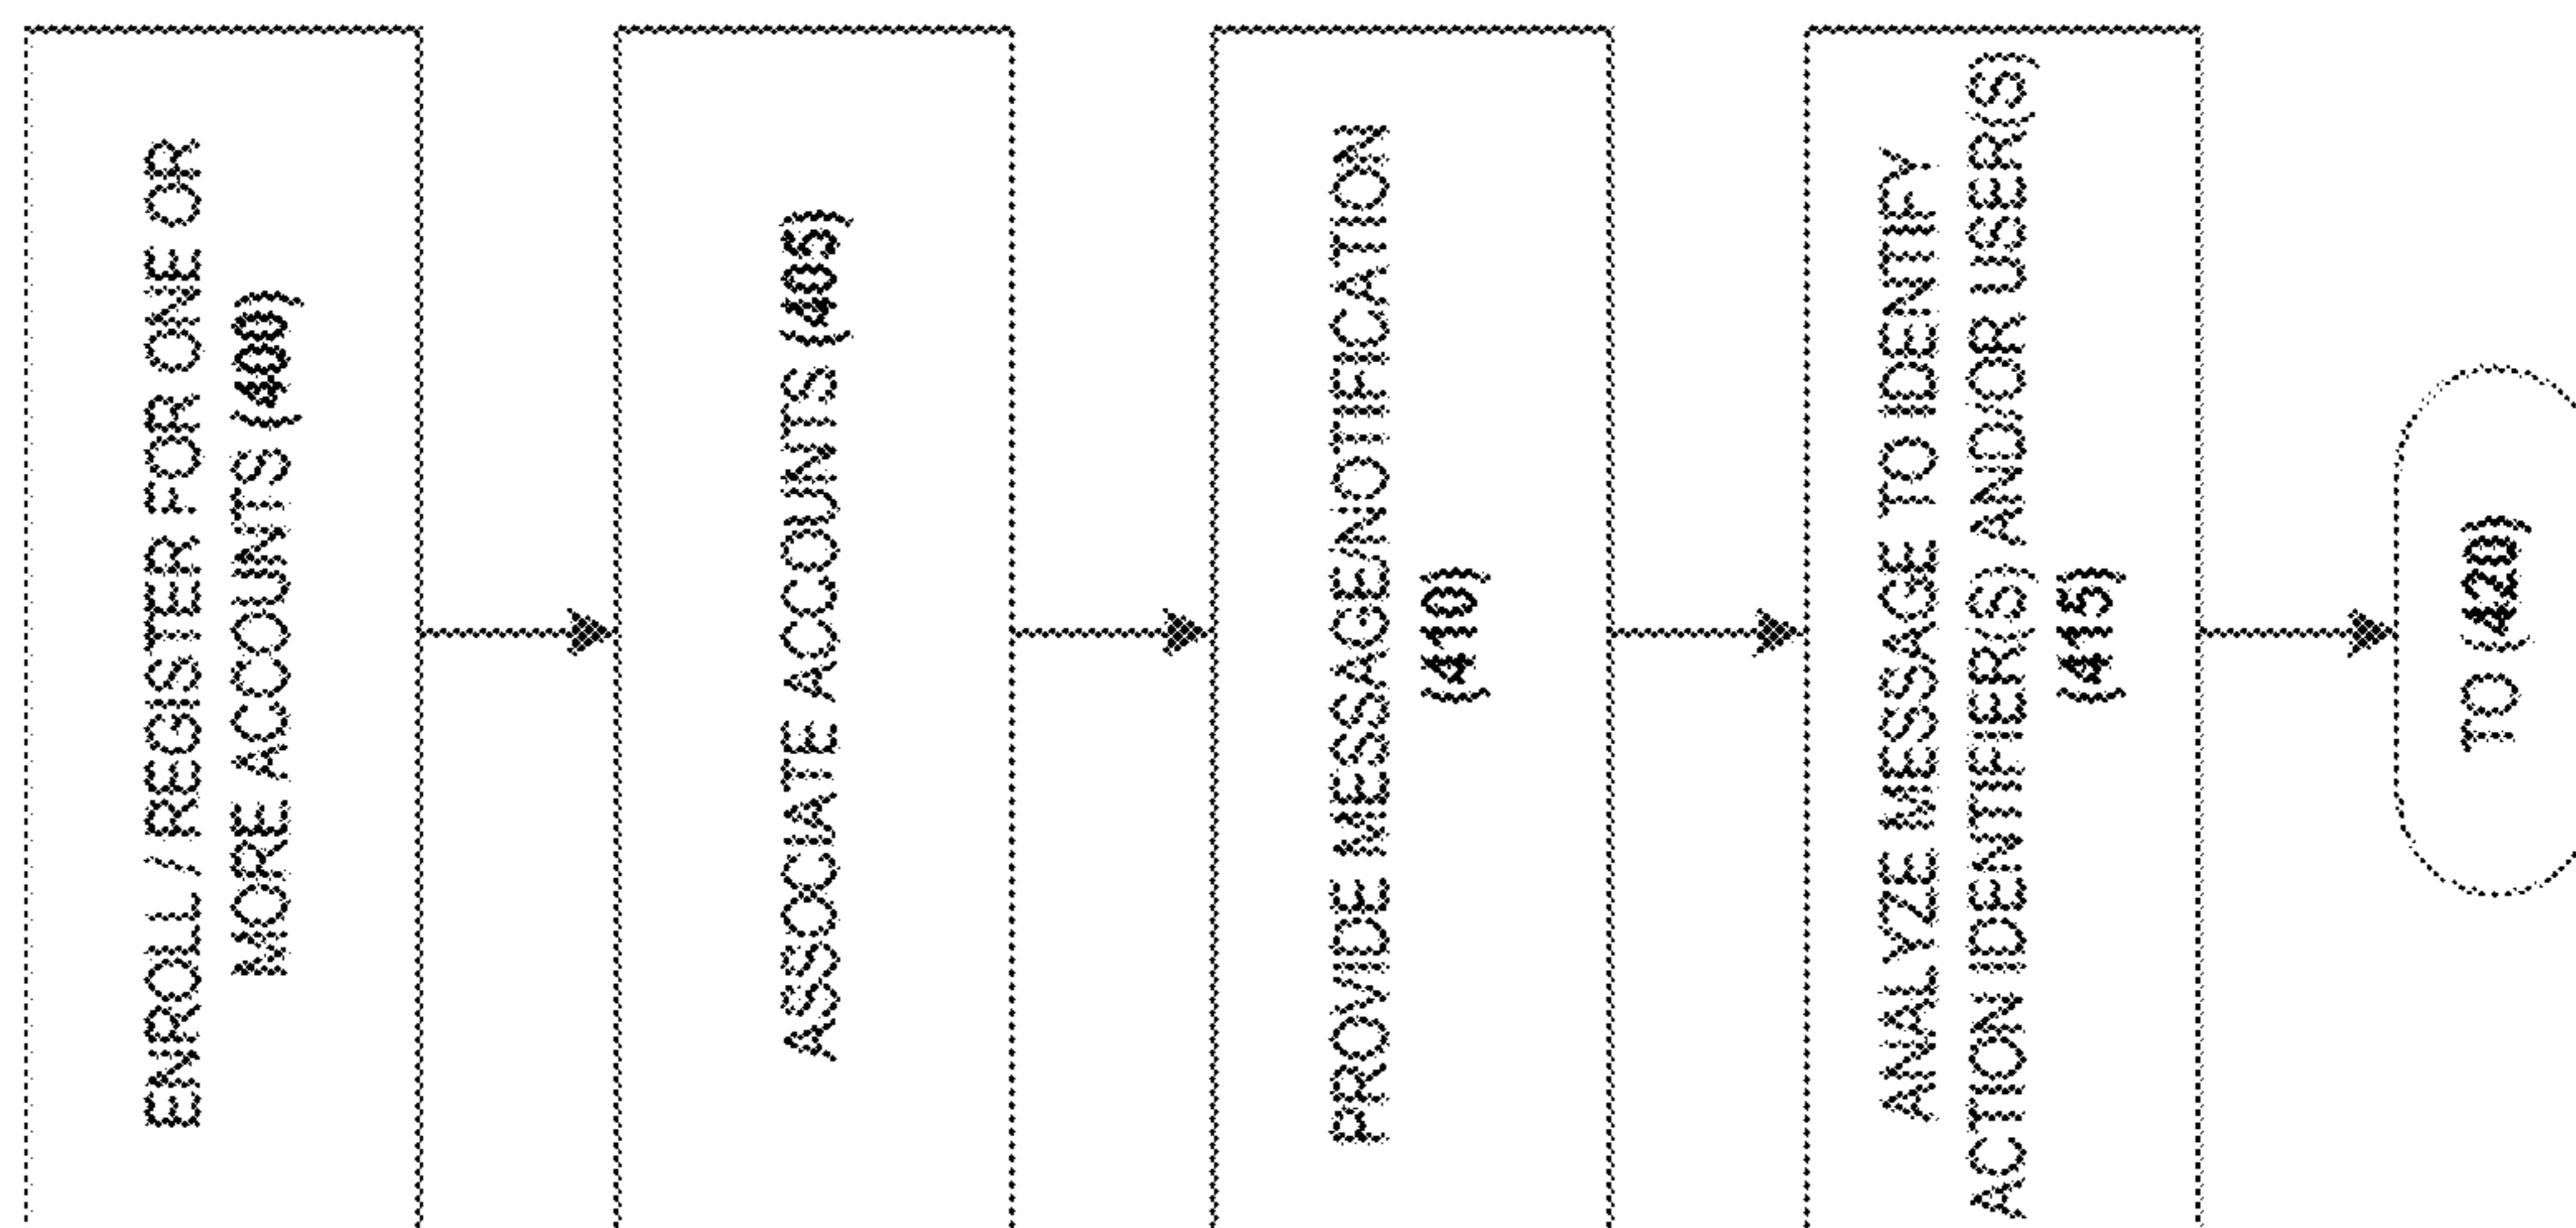 ENROLL / REGISTER FOR ONE OR
MORE ACCOUNTS (400)
ASSOCIATE ACCOUNTS (405)
PROVIDE MESSAGE/NOTIFICATION
(410)
ANALYZE MESSAGE TO IDENTIFY
ACTION IDENTIFIER(S) AND/OR USER(S)
(415)
TO (420)